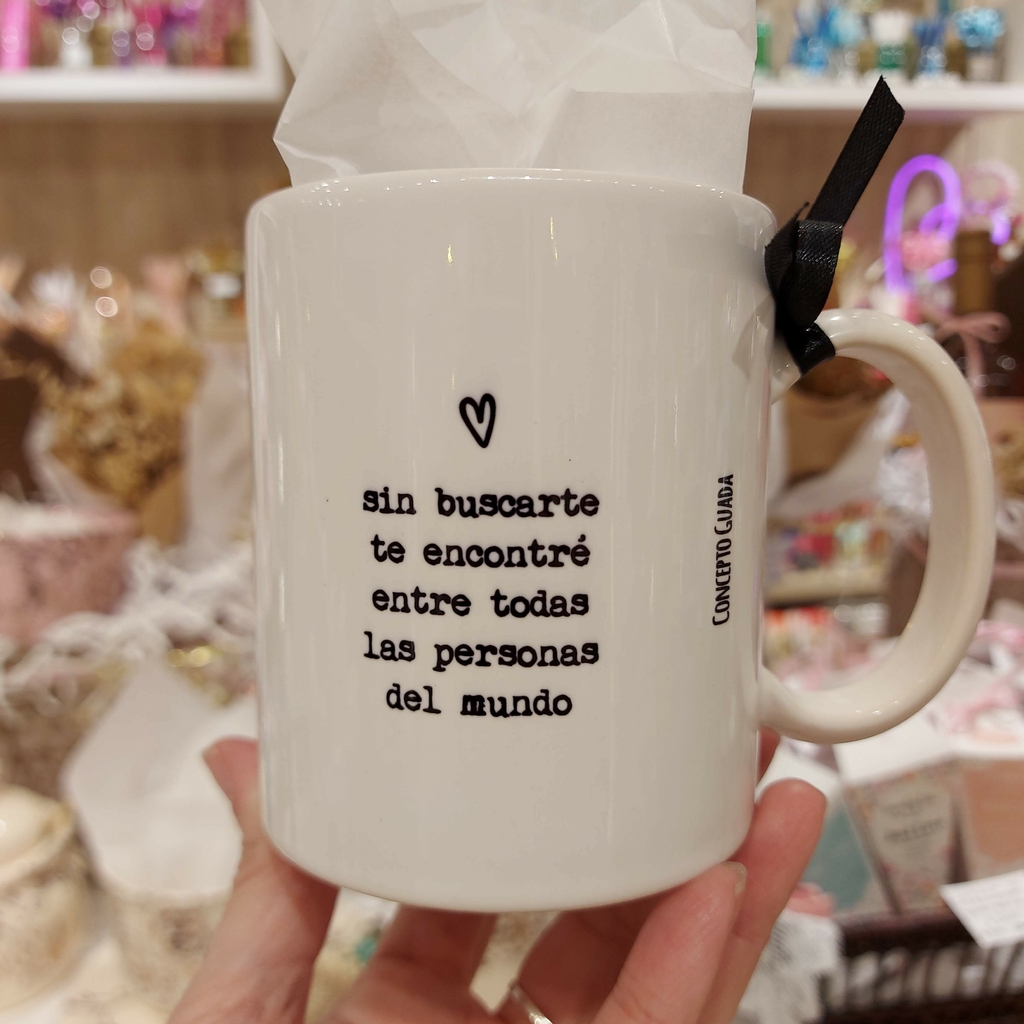 sin buscarte
te encontré
entre todas
las personas
del mundo
CONCEPTO GUADA